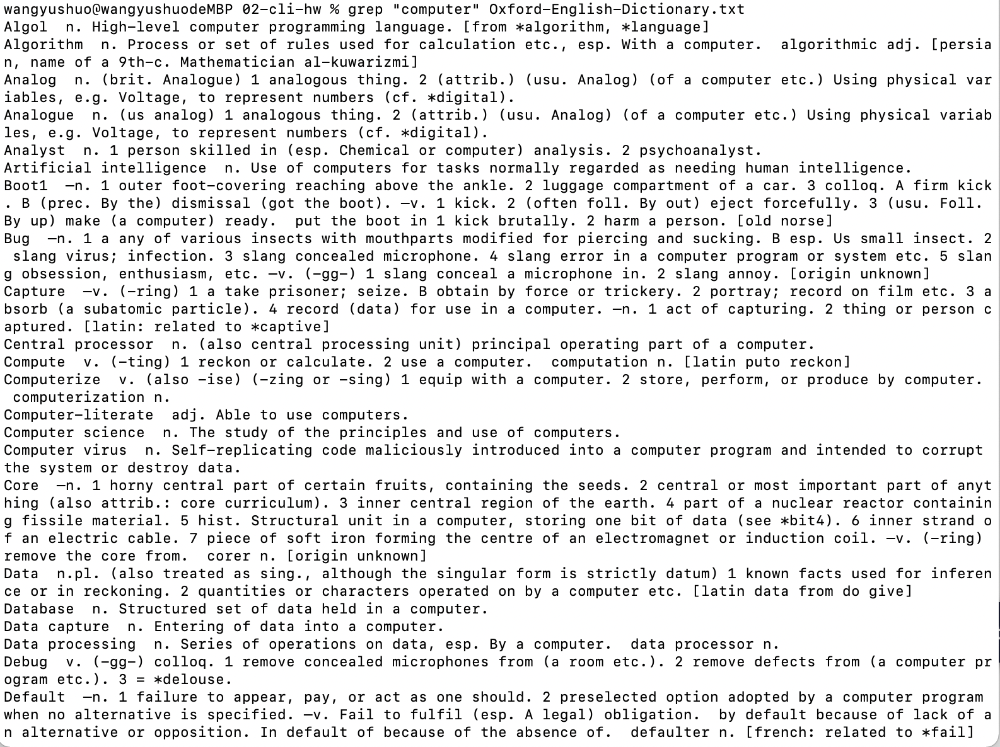 wangyushuo@wangyushuodeMBP 02-cli-hw % grep "computer" Oxford-English-Dictionary.txt
Algol  n. High-level computer programming language. [from *algorithm, *language]
Algorithm  n. Process or set of rules used for calculation etc., esp. With a computer.  algorithmic adj. [persia
n, name of a 9th-c. Mathematician al-kuwarizmi]
Analog  n. (brit. Analogue) 1 analogous thing. 2 (attrib.) (usu. Analog) (of a computer etc.) Using physical var
iables, e.g. Voltage, to represent numbers (cf. *digital).
Analogue  n. (us analog) 1 analogous thing. 2 (attrib.) (usu. Analog) (of a computer etc.) Using physical variab
les, e.g. Voltage, to represent numbers (cf. *digital).
Analyst  n. 1 person skilled in (esp. Chemical or computer) analysis. 2 psychoanalyst.
Artificial intelligence  n. Use of computers for tasks normally regarded as needing human intelligence.
Boot1  —n. 1 outer foot-covering reaching above the ankle. 2 luggage compartment of a car. 3 colloq. A firm kick
. B (prec. By the) dismissal (got the boot). —v. 1 kick. 2 (often foll. By out) eject forcefully. 3 (usu. Foll.
By up) make (a computer) ready.  put the boot in 1 kick brutally. 2 harm a person. [old norse]
Bug  —n. 1 a any of various insects with mouthparts modified for piercing and sucking. B esp. Us small insect. 2
 slang virus; infection. 3 slang concealed microphone. 4 slang error in a computer program or system etc. 5 slan
g obsession, enthusiasm, etc. —v. (-gg-) 1 slang conceal a microphone in. 2 slang annoy. [origin unknown]
Capture  —v. (-ring) 1 a take prisoner; seize. B obtain by force or trickery. 2 portray; record on film etc. 3 a
bsorb (a subatomic particle). 4 record (data) for use in a computer. —n. 1 act of capturing. 2 thing or person c
aptured. [latin: related to *captive]
Central processor  n. (also central processing unit) principal operating part of a computer.
Compute  v. (-ting) 1 reckon or calculate. 2 use a computer.  computation n. [latin puto reckon]
Computerize  v. (also -ise) (-zing or -sing) 1 equip with a computer. 2 store, perform, or produce by computer.
 computerization n.
Computer-literate  adj. Able to use computers.
Computer science  n. The study of the principles and use of computers.
Computer virus  n. Self-replicating code maliciously introduced into a computer program and intended to corrupt
the system or destroy data.
Core  —n. 1 horny central part of certain fruits, containing the seeds. 2 central or most important part of anyt
hing (also attrib.: core curriculum). 3 inner central region of the earth. 4 part of a nuclear reactor containin
g fissile material. 5 hist. Structural unit in a computer, storing one bit of data (see *bit4). 6 inner strand o
f an electric cable. 7 piece of soft iron forming the centre of an electromagnet or induction coil. —v. (-ring)
remove the core from.  corer n. [origin unknown]
Data  n.pl. (also treated as sing., although the singular form is strictly datum) 1 known facts used for inferen
ce or in reckoning. 2 quantities or characters operated on by a computer etc. [latin data from do give]
Database  n. Structured set of data held in a computer.
Data capture  n. Entering of data into a computer.
Data processing  n. Series of operations on data, esp. By a computer.  data processor n.
Debug  v. (-gg-) colloq. 1 remove concealed microphones from (a room etc.). 2 remove defects from (a computer pr
ogram etc.). 3 = *delouse.
Default  —n. 1 failure to appear, pay, or act as one should. 2 preselected option adopted by a computer program
when no alternative is specified. —v. Fail to fulfil (esp. A legal) obligation.  by default because of lack of a
n alternative or opposition. In default of because of the absence of.  defaulter n. [french: related to *fail]